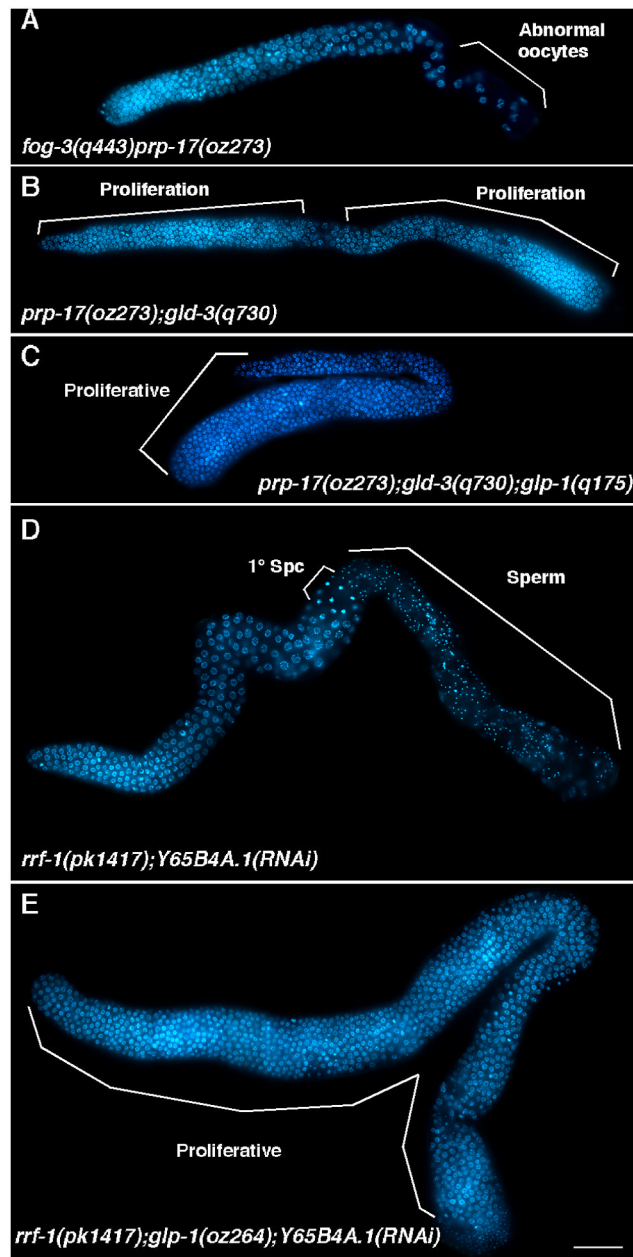 A
Abnormal
oocytes
fog-3(q443)prp-17(oz273)
B
Proliferation
Proliferation
prp-17(oz273);gld-3(q730)
C
Proliferative
prp-17(oz273);gld-3(q730);glp-1(q175)
D
1° Spc
Sperm
rrf-1(pk1417);Y65B4A.1(RNAi)
E
Proliferative
rrf-1(pk1417);glp-1(oz264);Y65B4A.1(RNAi)